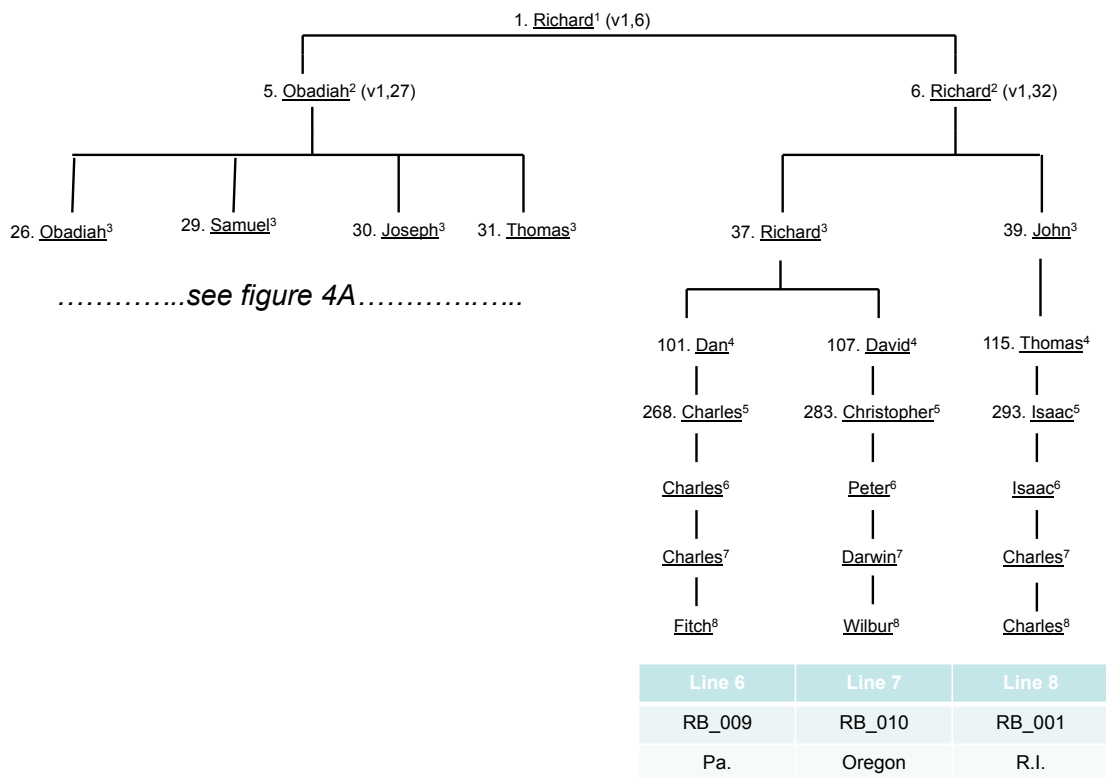 1. Richard¹ (v1,6)
5. Obadiah² (v1,27)
6. Richard² (v1,32)
26. Obadiah³
29. Samuel³
30. Joseph³
31. Thomas³
37. Richard³
39. John³
…………..see figure 4A…………….…..
101. Dan⁴
107. David⁴
115. Thomas⁴
268. Charles⁵
283. Christopher⁵
293. Isaac⁵
Charles⁶
Peter⁶
Isaac⁶
Charles⁷
Darwin⁷
Charles⁷
Fitch⁸
Wilbur⁸
Charles⁸
Line 6 Line 7 Line 8
RB_009 RB_010 RB_001
Pa. Oregon R.I.